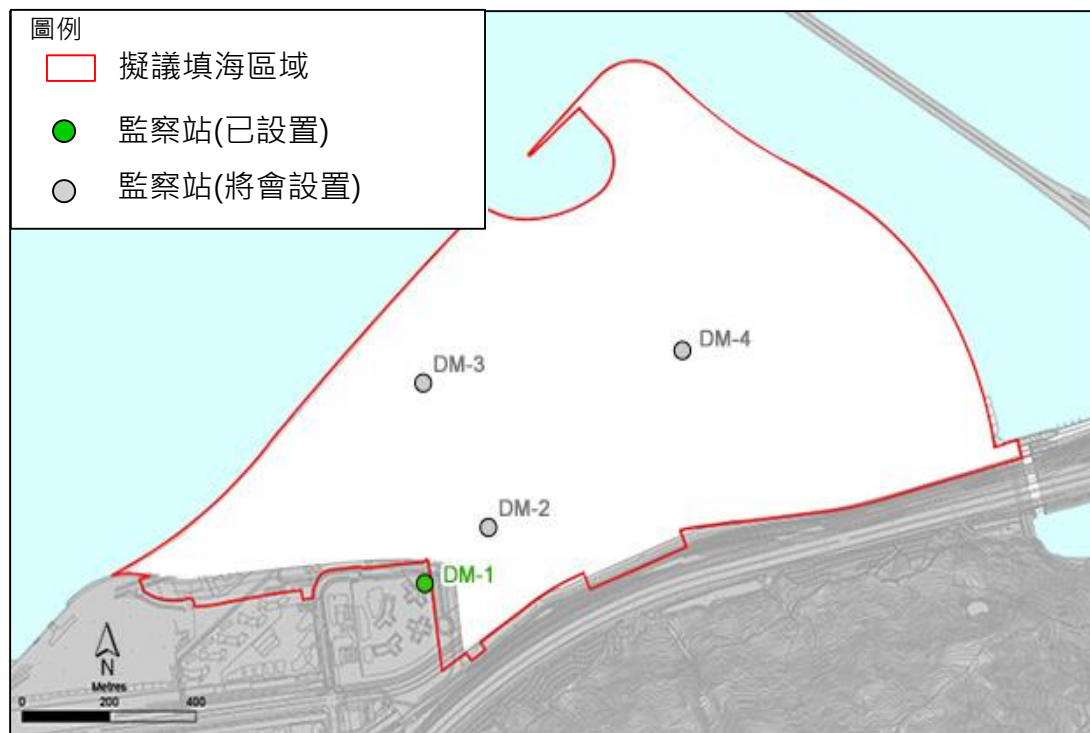 圖例
擬議填海區域
監察站(已設置)
監察站(將會設置)
DM-4
DM-3
DM-2
DM-1
N
Metres
0 200 400